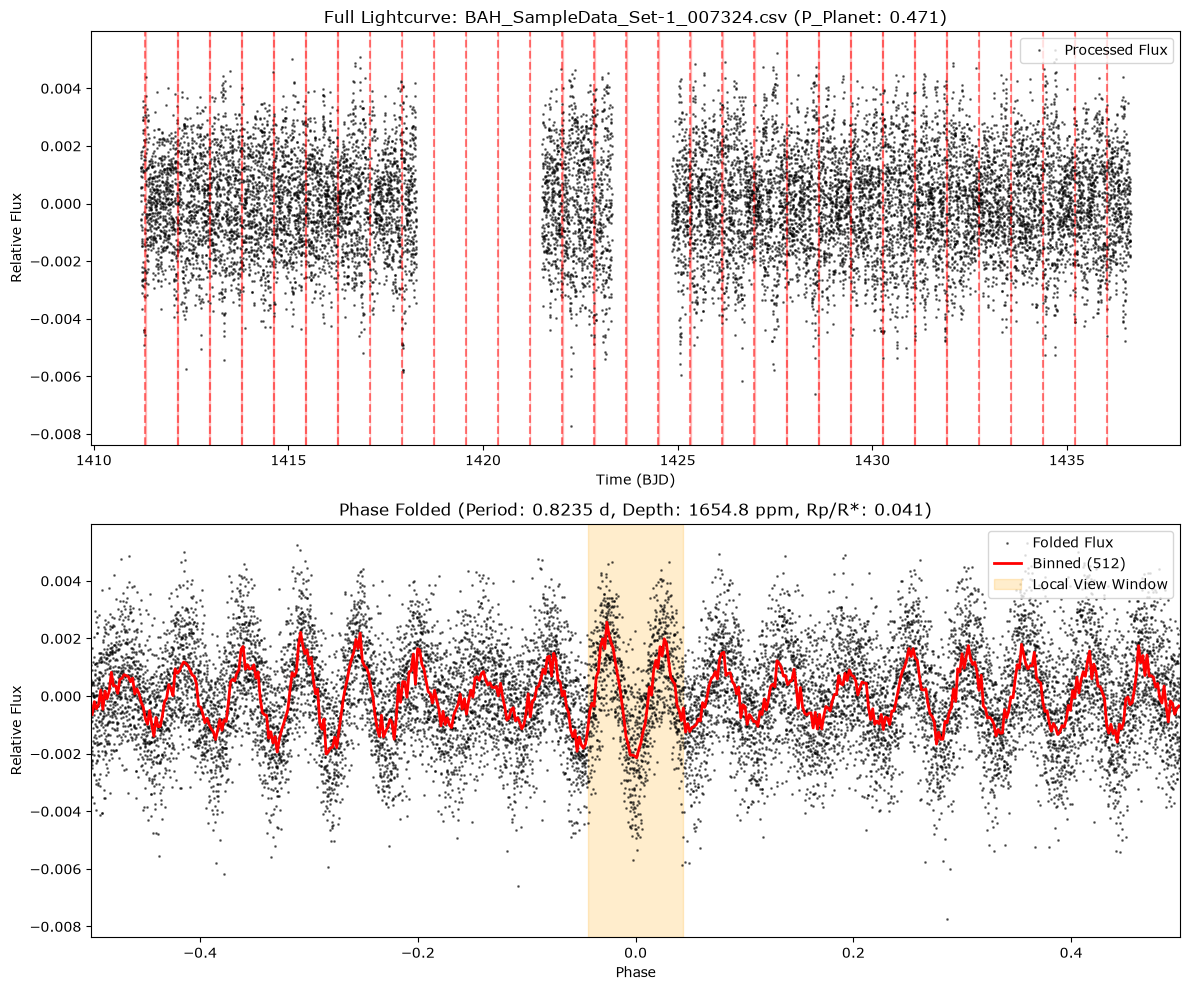 Full Lightcurve: BAH_SampleData_Set-1_007324.csv (P_Planet: 0.471)
Processed Flux
0.004
0.002
0.000
−0.002
−0.004
−0.006
−0.008
Relative Flux
1410 1415 1420 1425 1430 1435
Time (BJD)
Phase Folded (Period: 0.8235 d, Depth: 1654.8 ppm, Rp/R*: 0.041)
Folded Flux
Binned (512)
Local View Window
0.004
0.002
0.000
−0.002
−0.004
−0.006
−0.008
Relative Flux
−0.4 −0.2 0.0 0.2 0.4
Phase